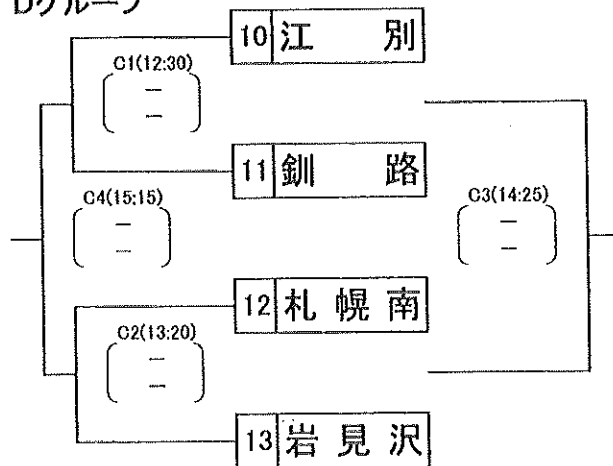 Dグループ
10 江 別
C1(12:30)
－
－
11 釧 路
C4(15:15)
－
－
C3(14:25)
－
－
12 札 幌 南
C2(13:20)
－
－
13 岩 見 沢